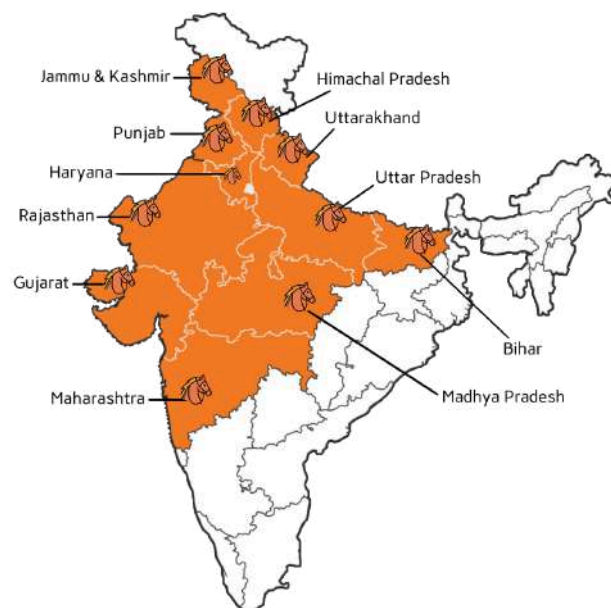 Jammu & Kashmir
Himachal Pradesh
Punjab
Uttarakhand
Haryana
Uttar Pradesh
Rajasthan
Gujarat
Bihar
Maharashtra
Madhya Pradesh